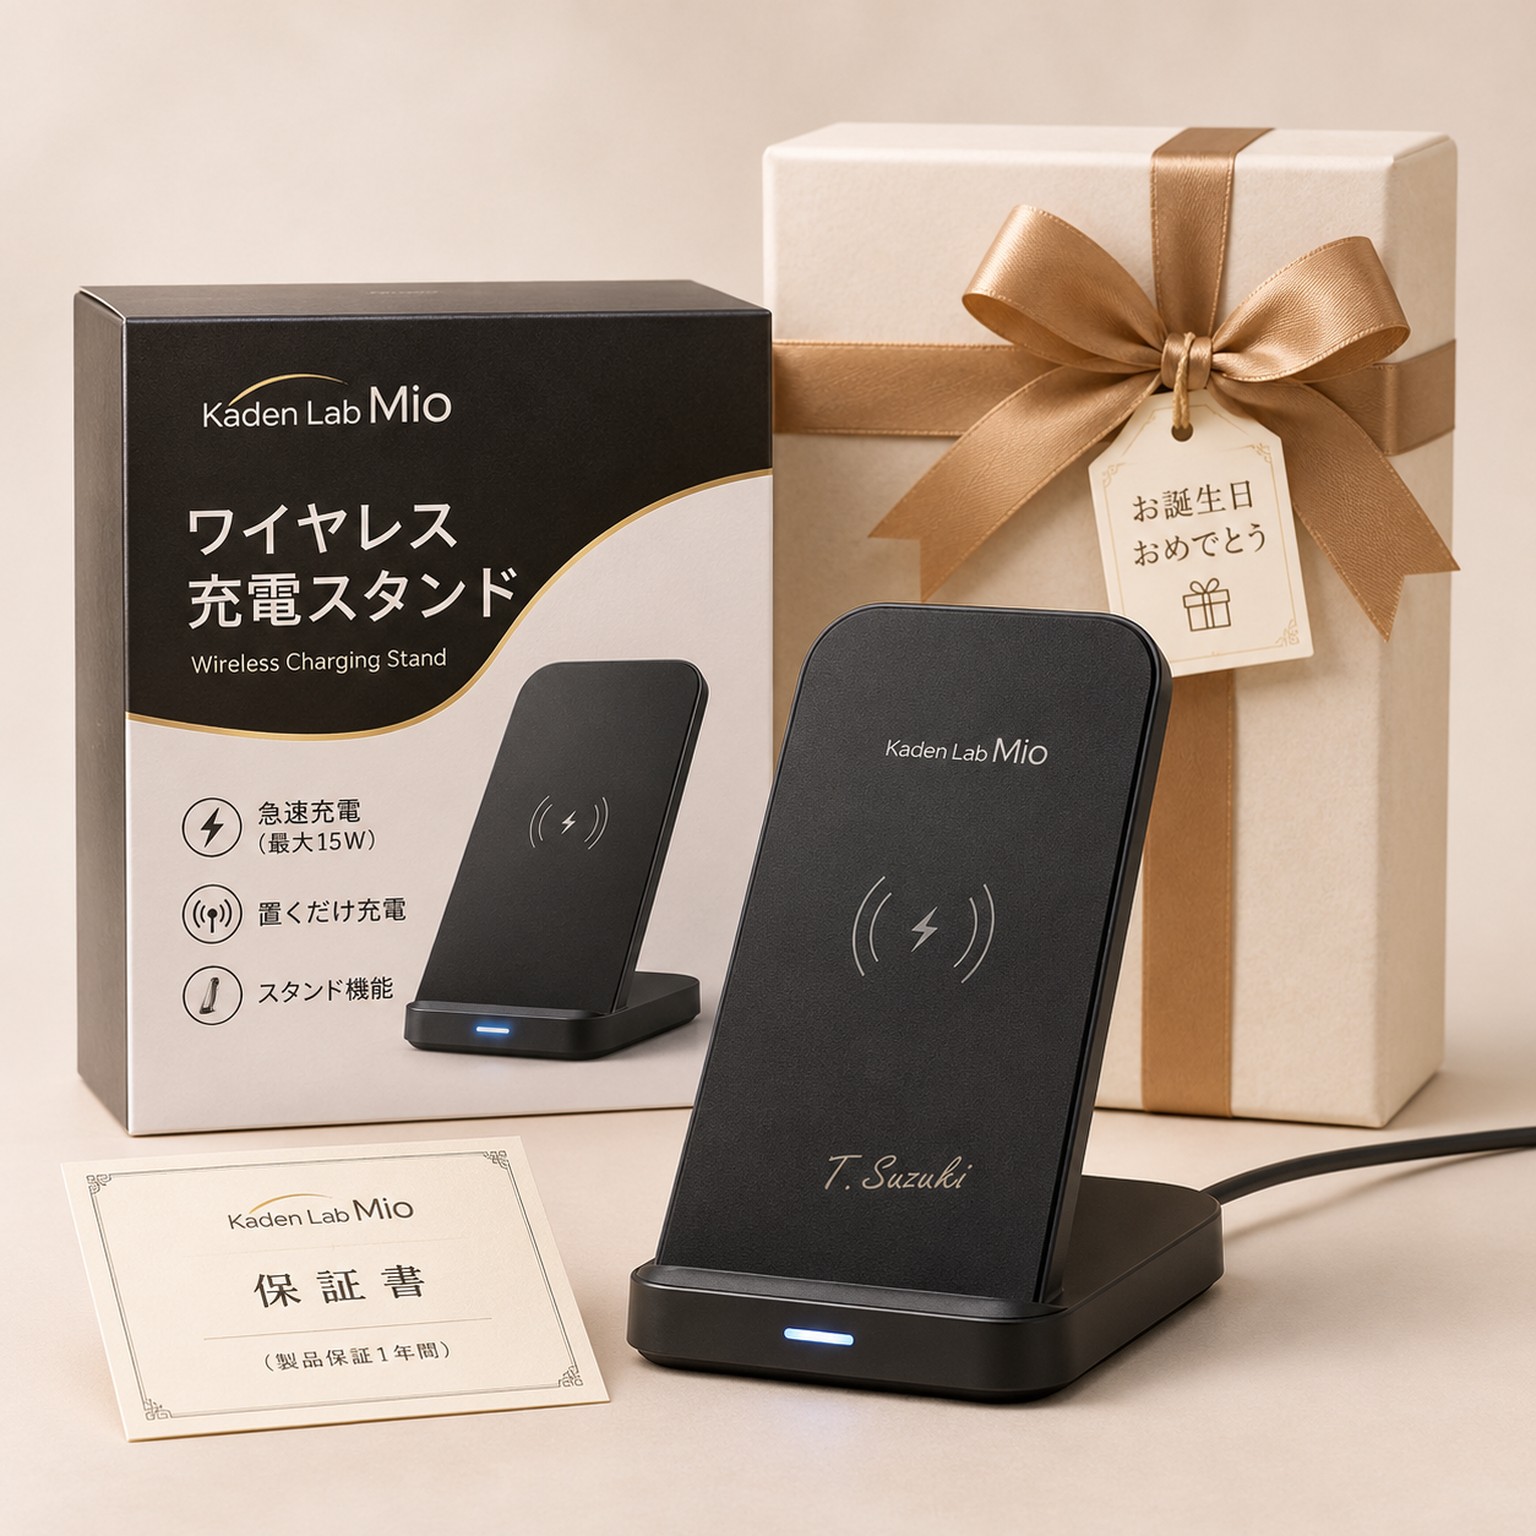 Kaden Lab Mio
ワイヤレス
充電スタンド
Wireless Charging Stand
急速充電
(最大15W)
置くだけ充電
スタンド機能
お誕生日
おめでとう
Kaden Lab Mio
T. Suzuki
Kaden Lab Mio
保証書
(製品保証1年間)